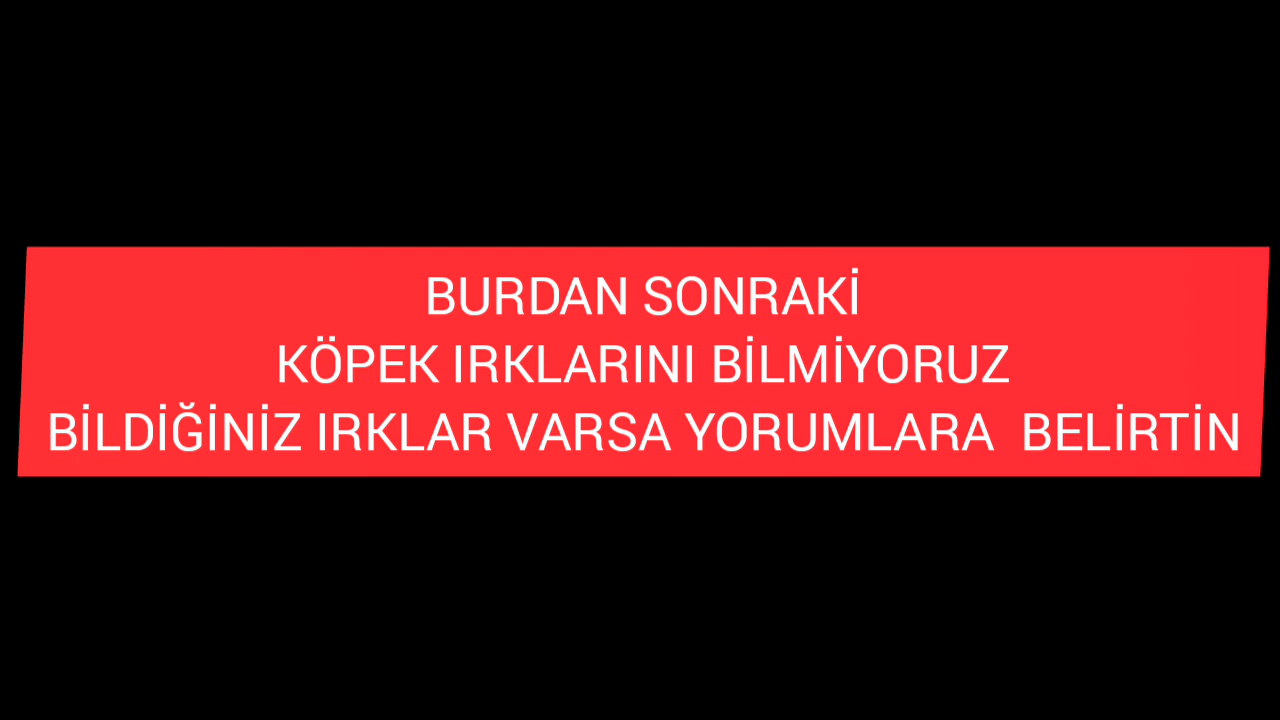 BURDAN SONRAKİ
KÖPEK IRKLARINI BİLMİYORUZ
BİLDİĞİNİZ IRKLAR VARSA YORUMLARA BELİRTİN